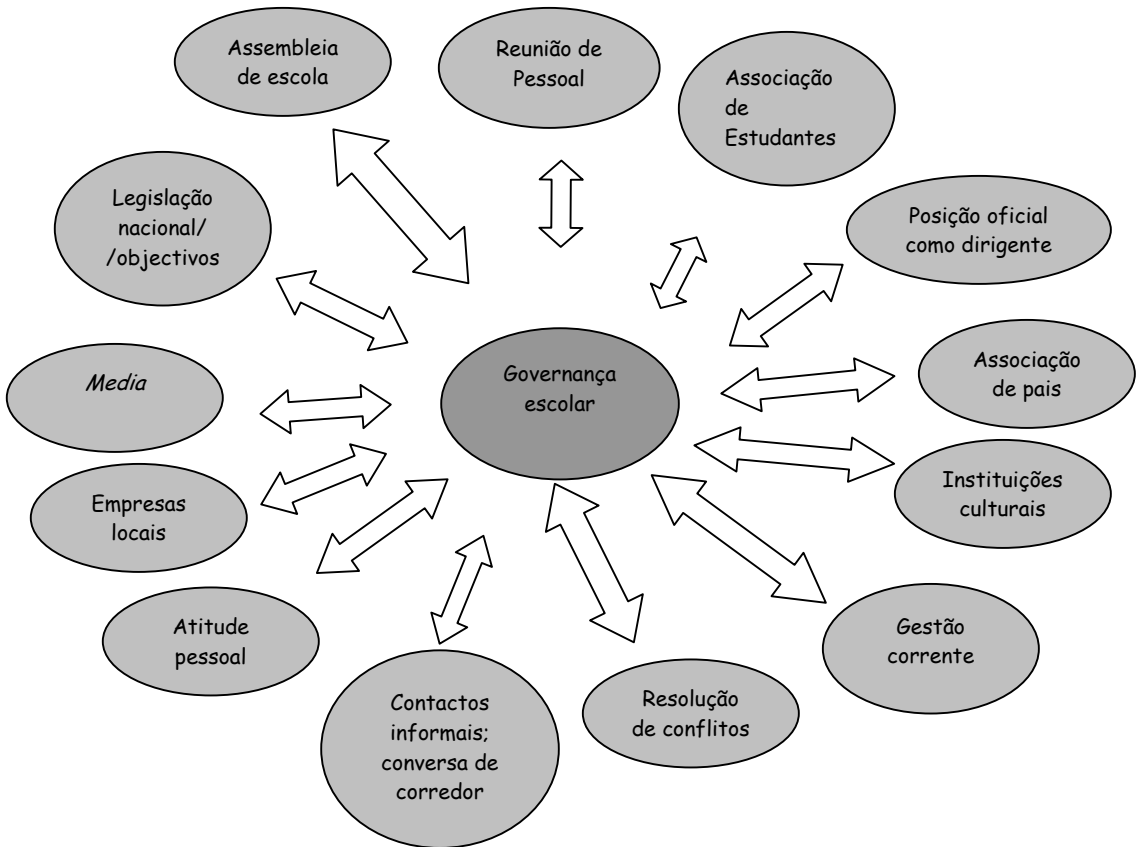 Assembleia
de escola
Reunião de
Pessoal
Associação
de
Estudantes
Legislação
nacional/
/objectivos
Posição oficial
como dirigente
Media
Governança
escolar
Associação
de pais
Empresas
locais
Instituições
culturais
Atitude
pessoal
Gestão
corrente
Contactos
informais;
conversa de
corredor
Resolução
de conflitos